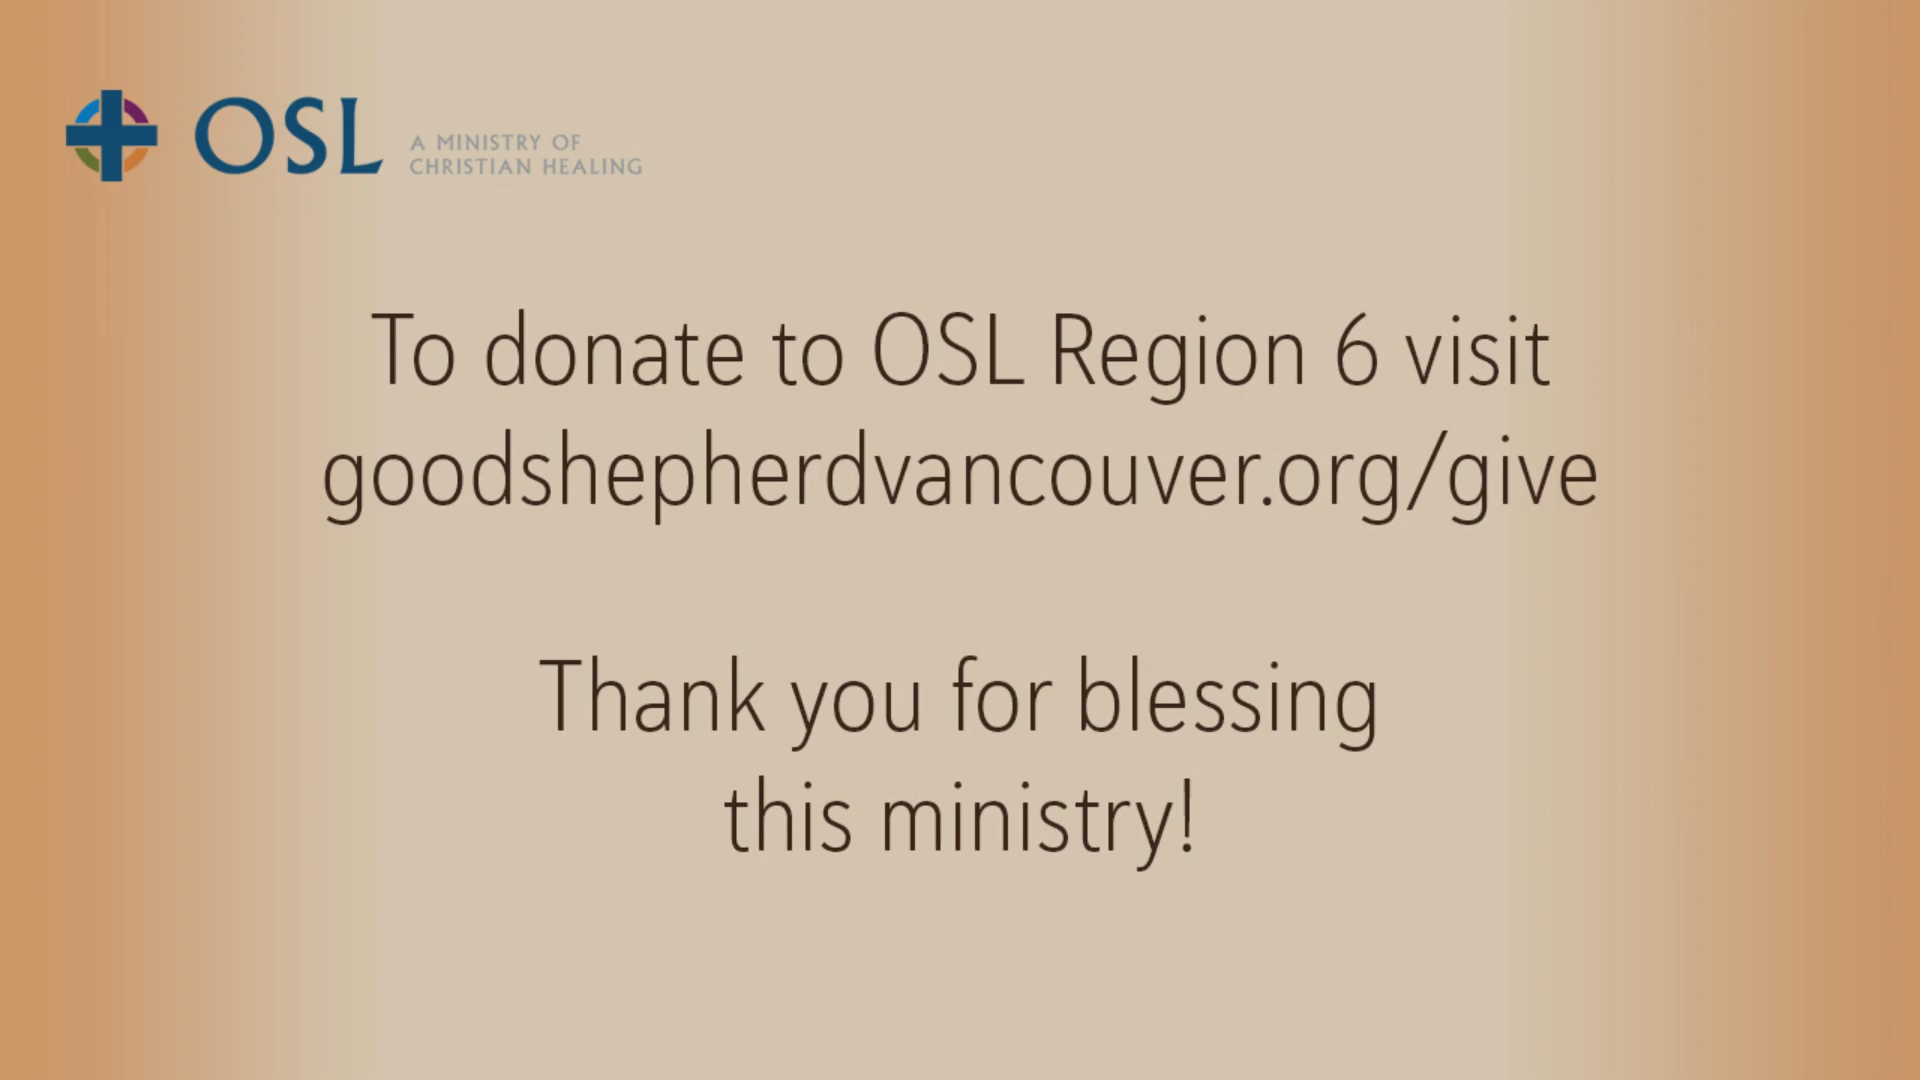 OSL
A MINISTRY OF
CHRISTIAN HEALING
To donate to OSL Region 6 visit
goodshepherdvancouver.org/give
Thank you for blessing
this ministry!